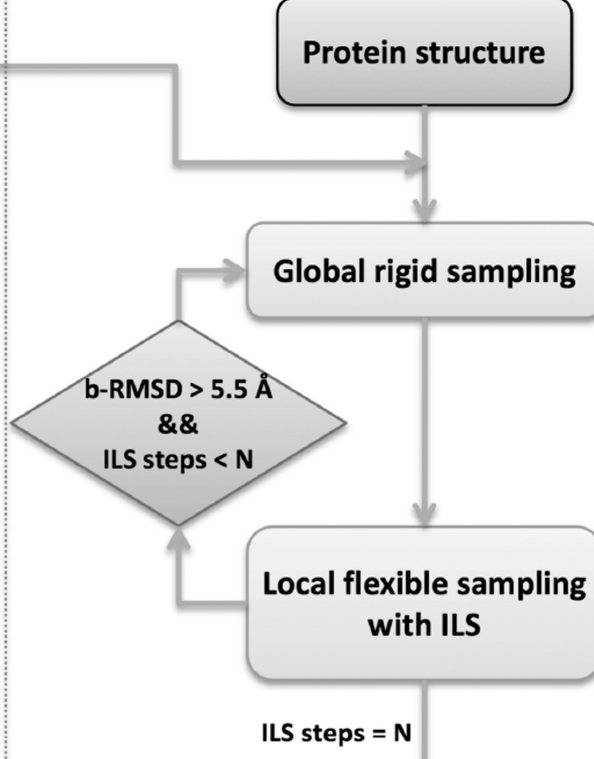 Protein structure
Global rigid sampling
b-RMSD > 5.5 Å
&&
ILS steps < N
Local flexible sampling
with ILS
ILS steps = N